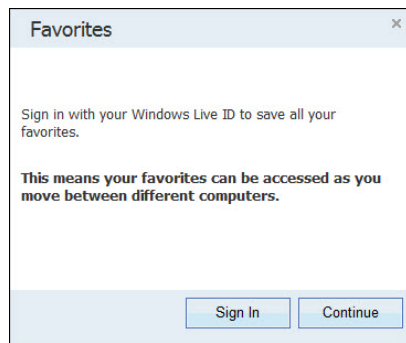 Favorites
Sign in with your Windows Live ID to save all your
favorites.
This means your favorites can be accessed as you
move between different computers.
Sign In
Continue